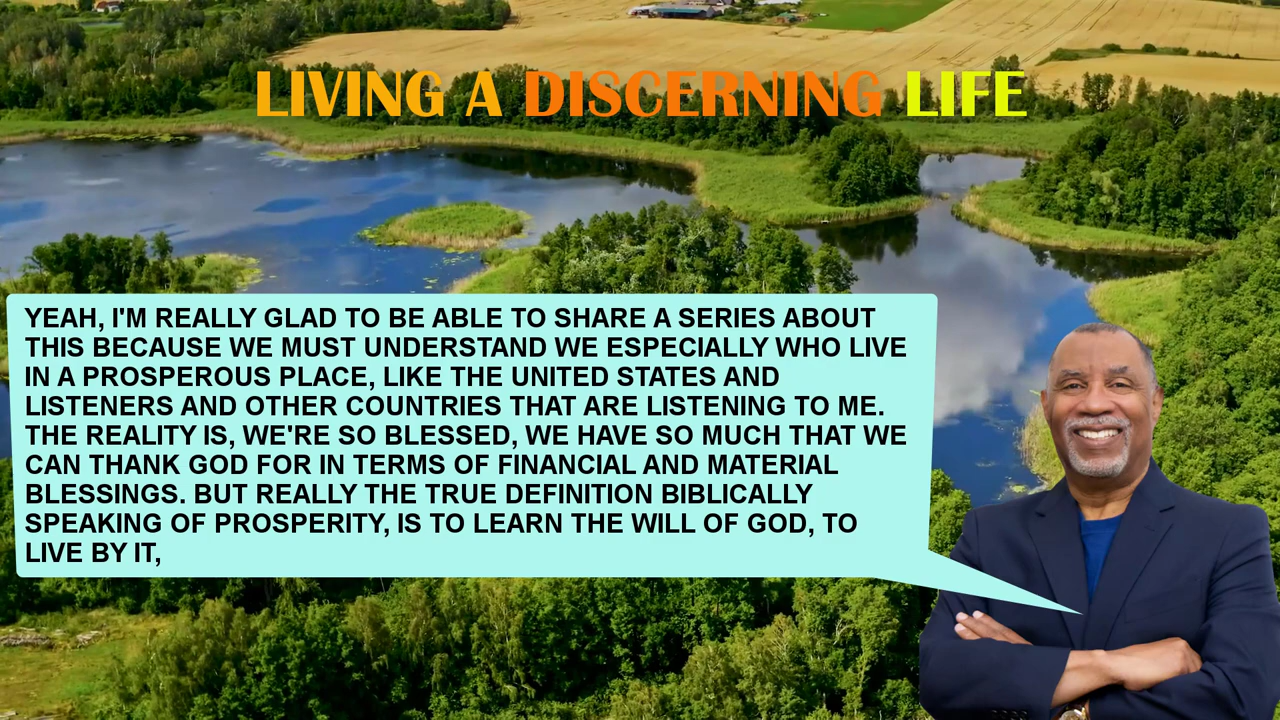 LIVING A DISCERNING LIFE
YEAH, I'M REALLY GLAD TO BE ABLE TO SHARE A SERIES ABOUT
THIS BECAUSE WE MUST UNDERSTAND WE ESPECIALLY WHO LIVE
IN A PROSPEROUS PLACE, LIKE THE UNITED STATES AND
LISTENERS AND OTHER COUNTRIES THAT ARE LISTENING TO ME.
THE REALITY IS, WE'RE SO BLESSED, WE HAVE SO MUCH THAT WE
CAN THANK GOD FOR IN TERMS OF FINANCIAL AND MATERIAL
BLESSINGS. BUT REALLY THE TRUE DEFINITION BIBLICALLY
SPEAKING OF PROSPERITY, IS TO LEARN THE WILL OF GOD, TO
LIVE BY IT,